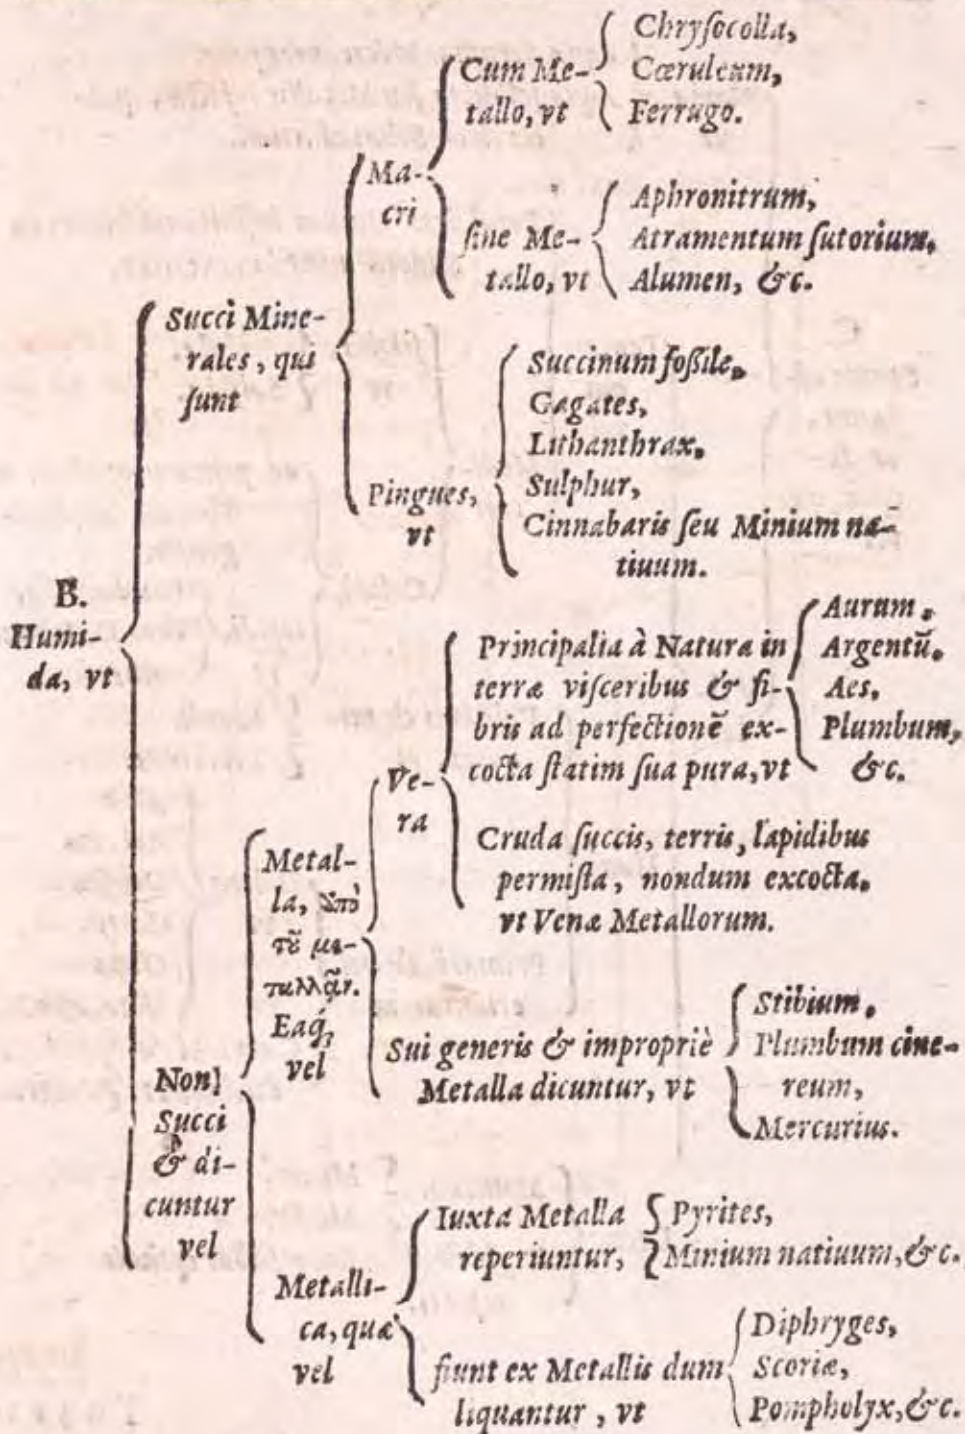 B.
Humi-
da, vt
Succi Mine-
rales, qui
sunt
Ma-
cri
Cum Me-
tallo, vt
Chrysocolla,
Cœruleum,
Ferrugo.
sine Me-
tallo, vt
Aphronitrum,
Atramentum sutorium,
Alumen, &c.
Pingues,
vt
Succinum foßile,
Gagates,
Lithanthrax,
Sulphur,
Cinnabaris seu Minium na-
tiuum.
Non
Succi
& di-
cuntur
vel
Metal-
la, ἀπὸ
τῦ με-
ταλλᾷν.
Eaq́;
vel
Ve-
ra
Principalia à Natura in
terræ visceribus & fi-
bris ad perfectionē ex-
cocta statim sua pura, vt
Aurum,
Argentū,
Aes,
Plumbum,
&c.
Cruda succis, terris, lapidibus
permista, nondum excocta,
vt Venæ Metallorum.
Sui generis & impropriè
Metalla dicuntur, vt
Stibium,
Plumbum cine-
reum,
Mercurius.
Metalli-
ca, quæ
vel
Iuxta Metalla
reperiuntur,
Pyrites,
Minium natiuum, &c.
fiunt ex Metallis dum
liquantur, vt
Diphryges,
Scoriæ,
Pompholyx, &c.